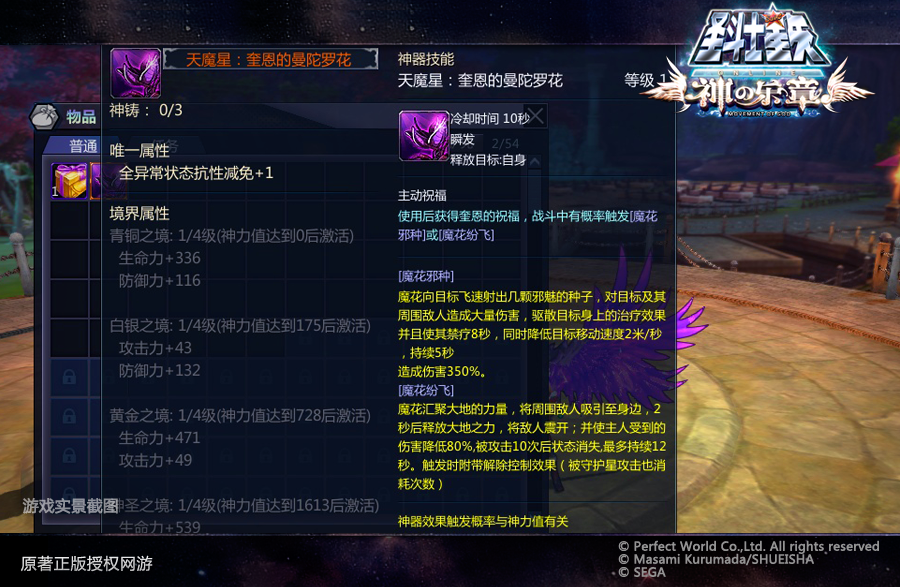 天魔星：奎恩的曼陀罗花
神铸： 0/3
唯一属性
全异常状态抗性减免+1
境界属性
青铜之境: 1/4级(神力值达到0后激活)
生命力+336
防御力+116
白银之境: 1/4级(神力值达到175后激活)
攻击力+43
防御力+132
黄金之境: 1/4级(神力值达到728后激活)
生命力+471
攻击力+49
神圣之境: 1/4级(神力值达到1613后激活)
生命力+539
物品
普通
1
神器技能
天魔星：奎恩的曼陀罗花
等级 1
冷却时间 10秒
瞬发
2/54
释放目标:自身
主动祝福
使用后获得奎恩的祝福，战斗中有概率触发[魔花
邪种]或[魔花纷飞]
[魔花邪种]
魔花向目标飞速射出几颗邪魅的种子，对目标及其
周围敌人造成大量伤害，驱散目标身上的治疗效果
并且使其禁疗8秒，同时降低目标移动速度2米/秒
，持续5秒
造成伤害350%。
[魔花纷飞]
魔花汇聚大地的力量，将周围敌人吸引至身边，2
秒后释放大地之力，将敌人震开；并使主人受到的
伤害降低80%,被攻击10次后状态消失,最多持续12
秒。触发时附带解除控制效果（被守护星攻击也消
耗次数）
神器效果触发概率与神力值有关
斗士圣矢
神の乐章
MOVEMENT OF GOD
游戏实景截图
原著正版授权网游
© Perfect World Co.,Ltd. All rights reserved
© Masami Kurumada/SHUEISHA
© SEGA